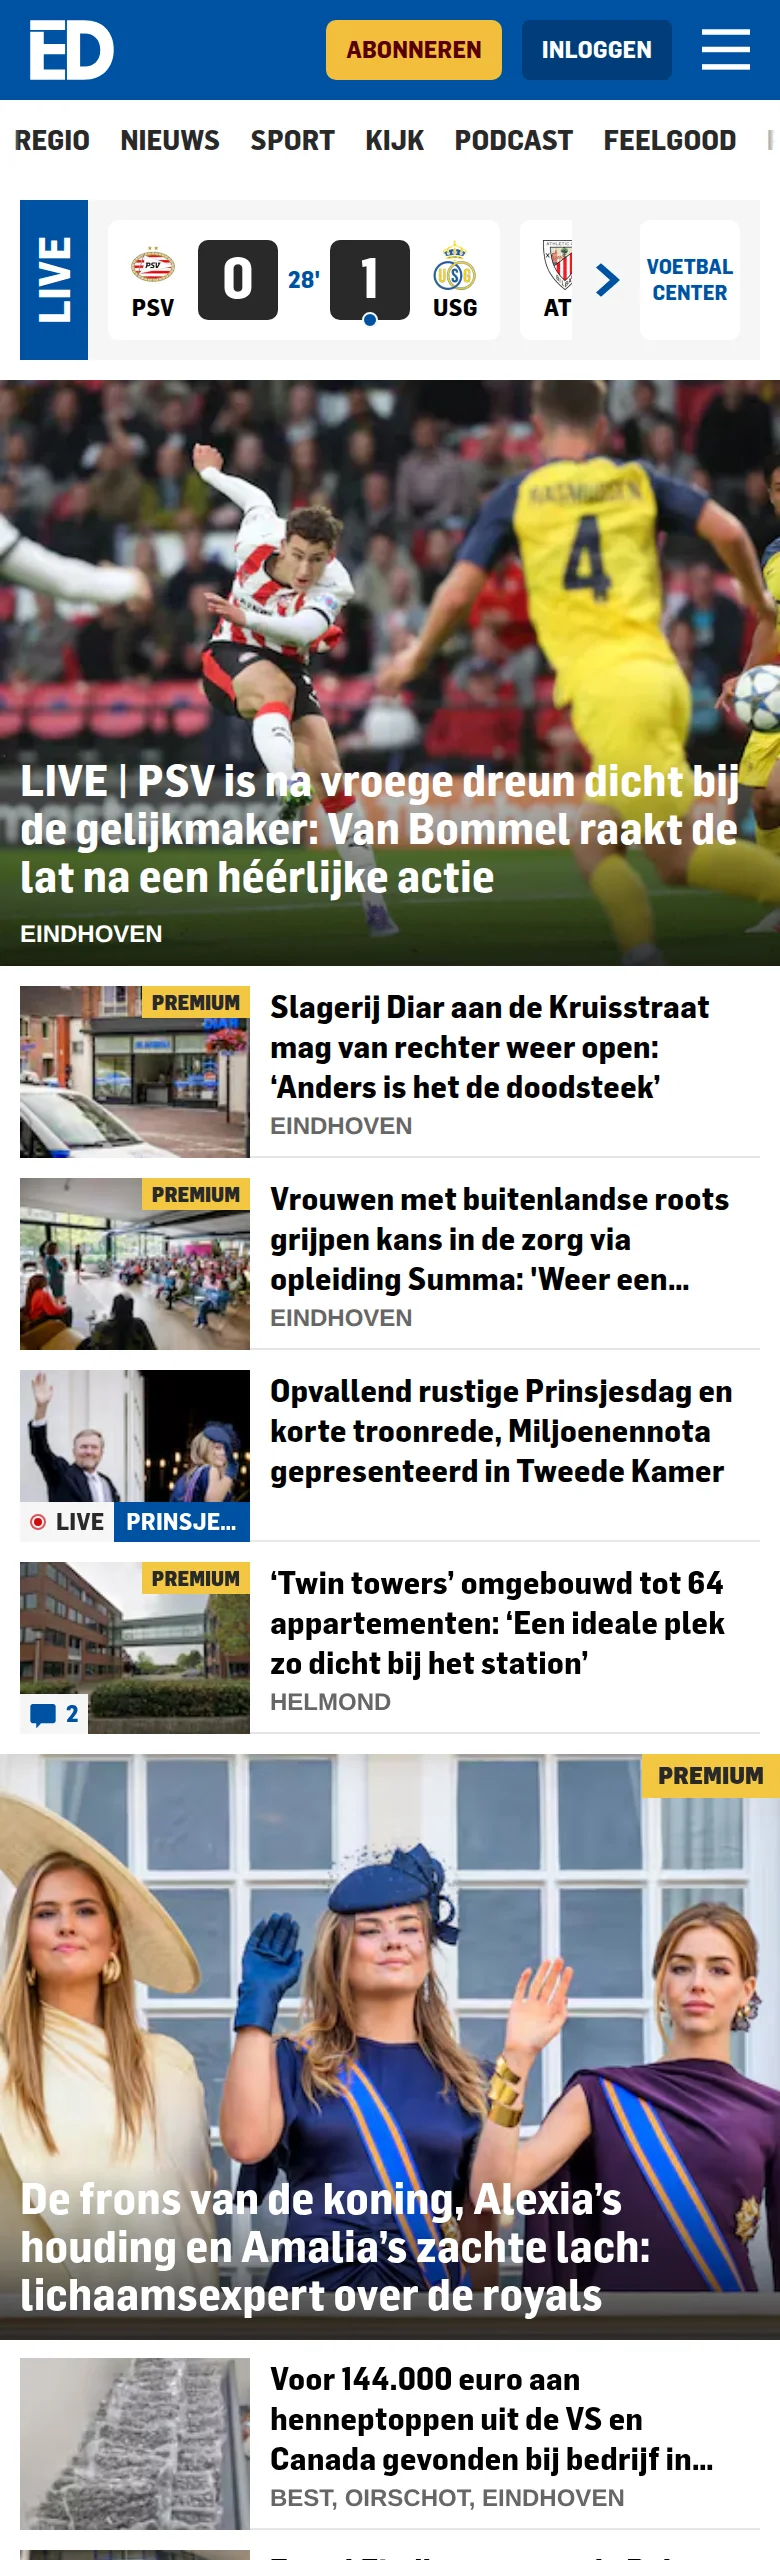 ED
ABONNEREN
INLOGGEN
REGIO NIEUWS SPORT KIJK PODCAST FEELGOOD
LIVE
PSV
0
28'
1
USG
AT
VOETBAL
CENTER
4
LIVE | PSV is na vroege dreun dicht bij
de gelijkmaker: Van Bommel raakt de
lat na een héérlijke actie
EINDHOVEN
PREMIUM
Slagerij Diar aan de Kruisstraat
mag van rechter weer open:
‘Anders is het de doodsteek’
EINDHOVEN
PREMIUM
Vrouwen met buitenlandse roots
grijpen kans in de zorg via
opleiding Summa: 'Weer een...
EINDHOVEN
Opvallend rustige Prinsjesdag en
korte troonrede, Miljoenennota
gepresenteerd in Tweede Kamer
LIVE PRINSJE...
PREMIUM
‘Twin towers’ omgebouwd tot 64
appartementen: ‘Een ideale plek
zo dicht bij het station’
HELMOND
2
PREMIUM
De frons van de koning, Alexia’s
houding en Amalia’s zachte lach:
lichaamsexpert over de royals
Voor 144.000 euro aan
henneptoppen uit de VS en
Canada gevonden bij bedrijf in...
BEST, OIRSCHOT, EINDHOVEN